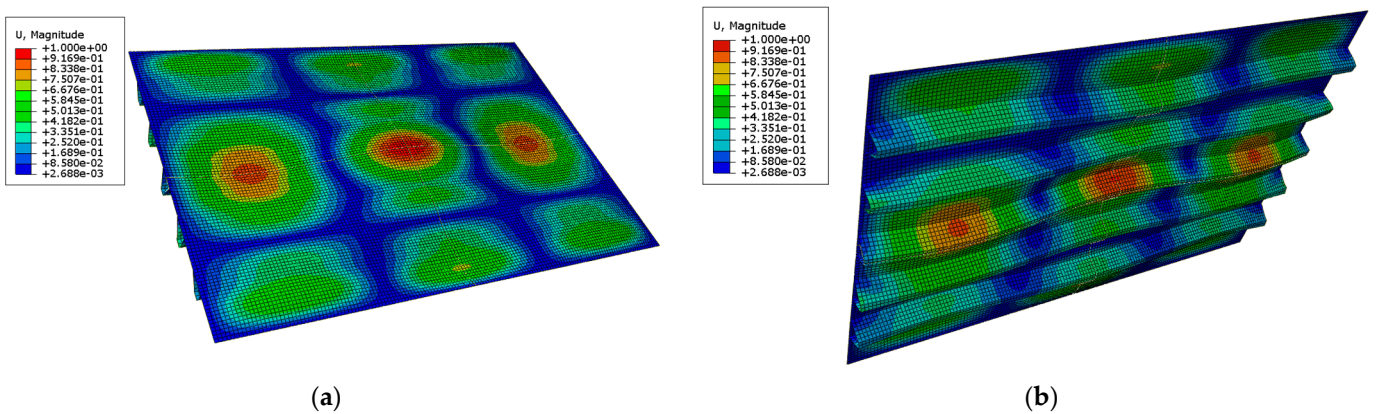 U, Magnitude
+1.000e+00
+9.169e-01
+8.338e-01
+7.507e-01
+6.676e-01
+5.845e-01
+5.013e-01
+4.182e-01
+3.351e-01
+2.520e-01
+1.689e-01
+8.580e-02
+2.688e-03
(a)
U, Magnitude
+1.000e+00
+9.169e-01
+8.338e-01
+7.507e-01
+6.676e-01
+5.845e-01
+5.013e-01
+4.182e-01
+3.351e-01
+2.520e-01
+1.689e-01
+8.580e-02
+2.688e-03
(b)